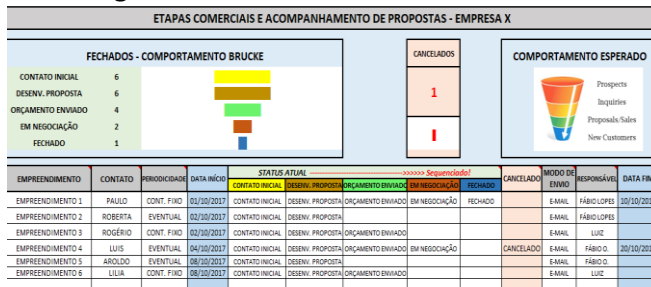 ETAPAS COMERCIAIS E ACOMPANHAMENTO DE PROPOSTAS - EMPRESA X
FECHADOS - COMPORTAMENTO BRUCKE
CONTATO INICIAL 6
DESENV. PROPOSTA 6
ORÇAMENTO ENVIADO 4
EM NEGOCIAÇÃO 2
FECHADO 1
CANCELADOS
1
COMPORTAMENTO ESPERADO
Prospects
Inquiries
Proposals/Sales
New Customers
EMPREENDIMENTO CONTATO PERIODICIDADE DATA INÍCIO STATUS ATUAL ------>>>>>> Sequenciado! CANCELADO MODO DE ENVIO RESPONSÁVEL DATA FIN
CONTATO INICIAL DESENV. PROPOSTA ORÇAMENTO ENVIADO EM NEGOCIAÇÃO FECHADO
EMPREENDIMENTO 1 PAULO CONT. FIXO 01/10/2017 CONTATO INICIAL DESENV. PROPOSTA ORÇAMENTO ENVIADO EM NEGOCIAÇÃO FECHADO E-MAIL FÁBIO LOPES 10/10/201
EMPREENDIMENTO 2 ROBERTA EVENTUAL 02/10/2017 CONTATO INICIAL DESENV. PROPOSTA E-MAIL FÁBIO LOPES
EMPREENDIMENTO 3 ROGÉRIO CONT. FIXO 02/10/2017 CONTATO INICIAL DESENV. PROPOSTA ORÇAMENTO ENVIADO E-MAIL LUIZ
EMPREENDIMENTO 4 LUIS EVENTUAL 04/10/2017 CONTATO INICIAL DESENV. PROPOSTA ORÇAMENTO ENVIADO EM NEGOCIAÇÃO CANCELADO E-MAIL FÁBIO O. 20/10/201
EMPREENDIMENTO 5 AROLDO EVENTUAL 08/10/2017 CONTATO INICIAL DESENV. PROPOSTA E-MAIL FÁBIO O.
EMPREENDIMENTO 6 LILIA CONT. FIXO 08/10/2017 CONTATO INICIAL DESENV. PROPOSTA ORÇAMENTO ENVIADO E-MAIL LUIZ